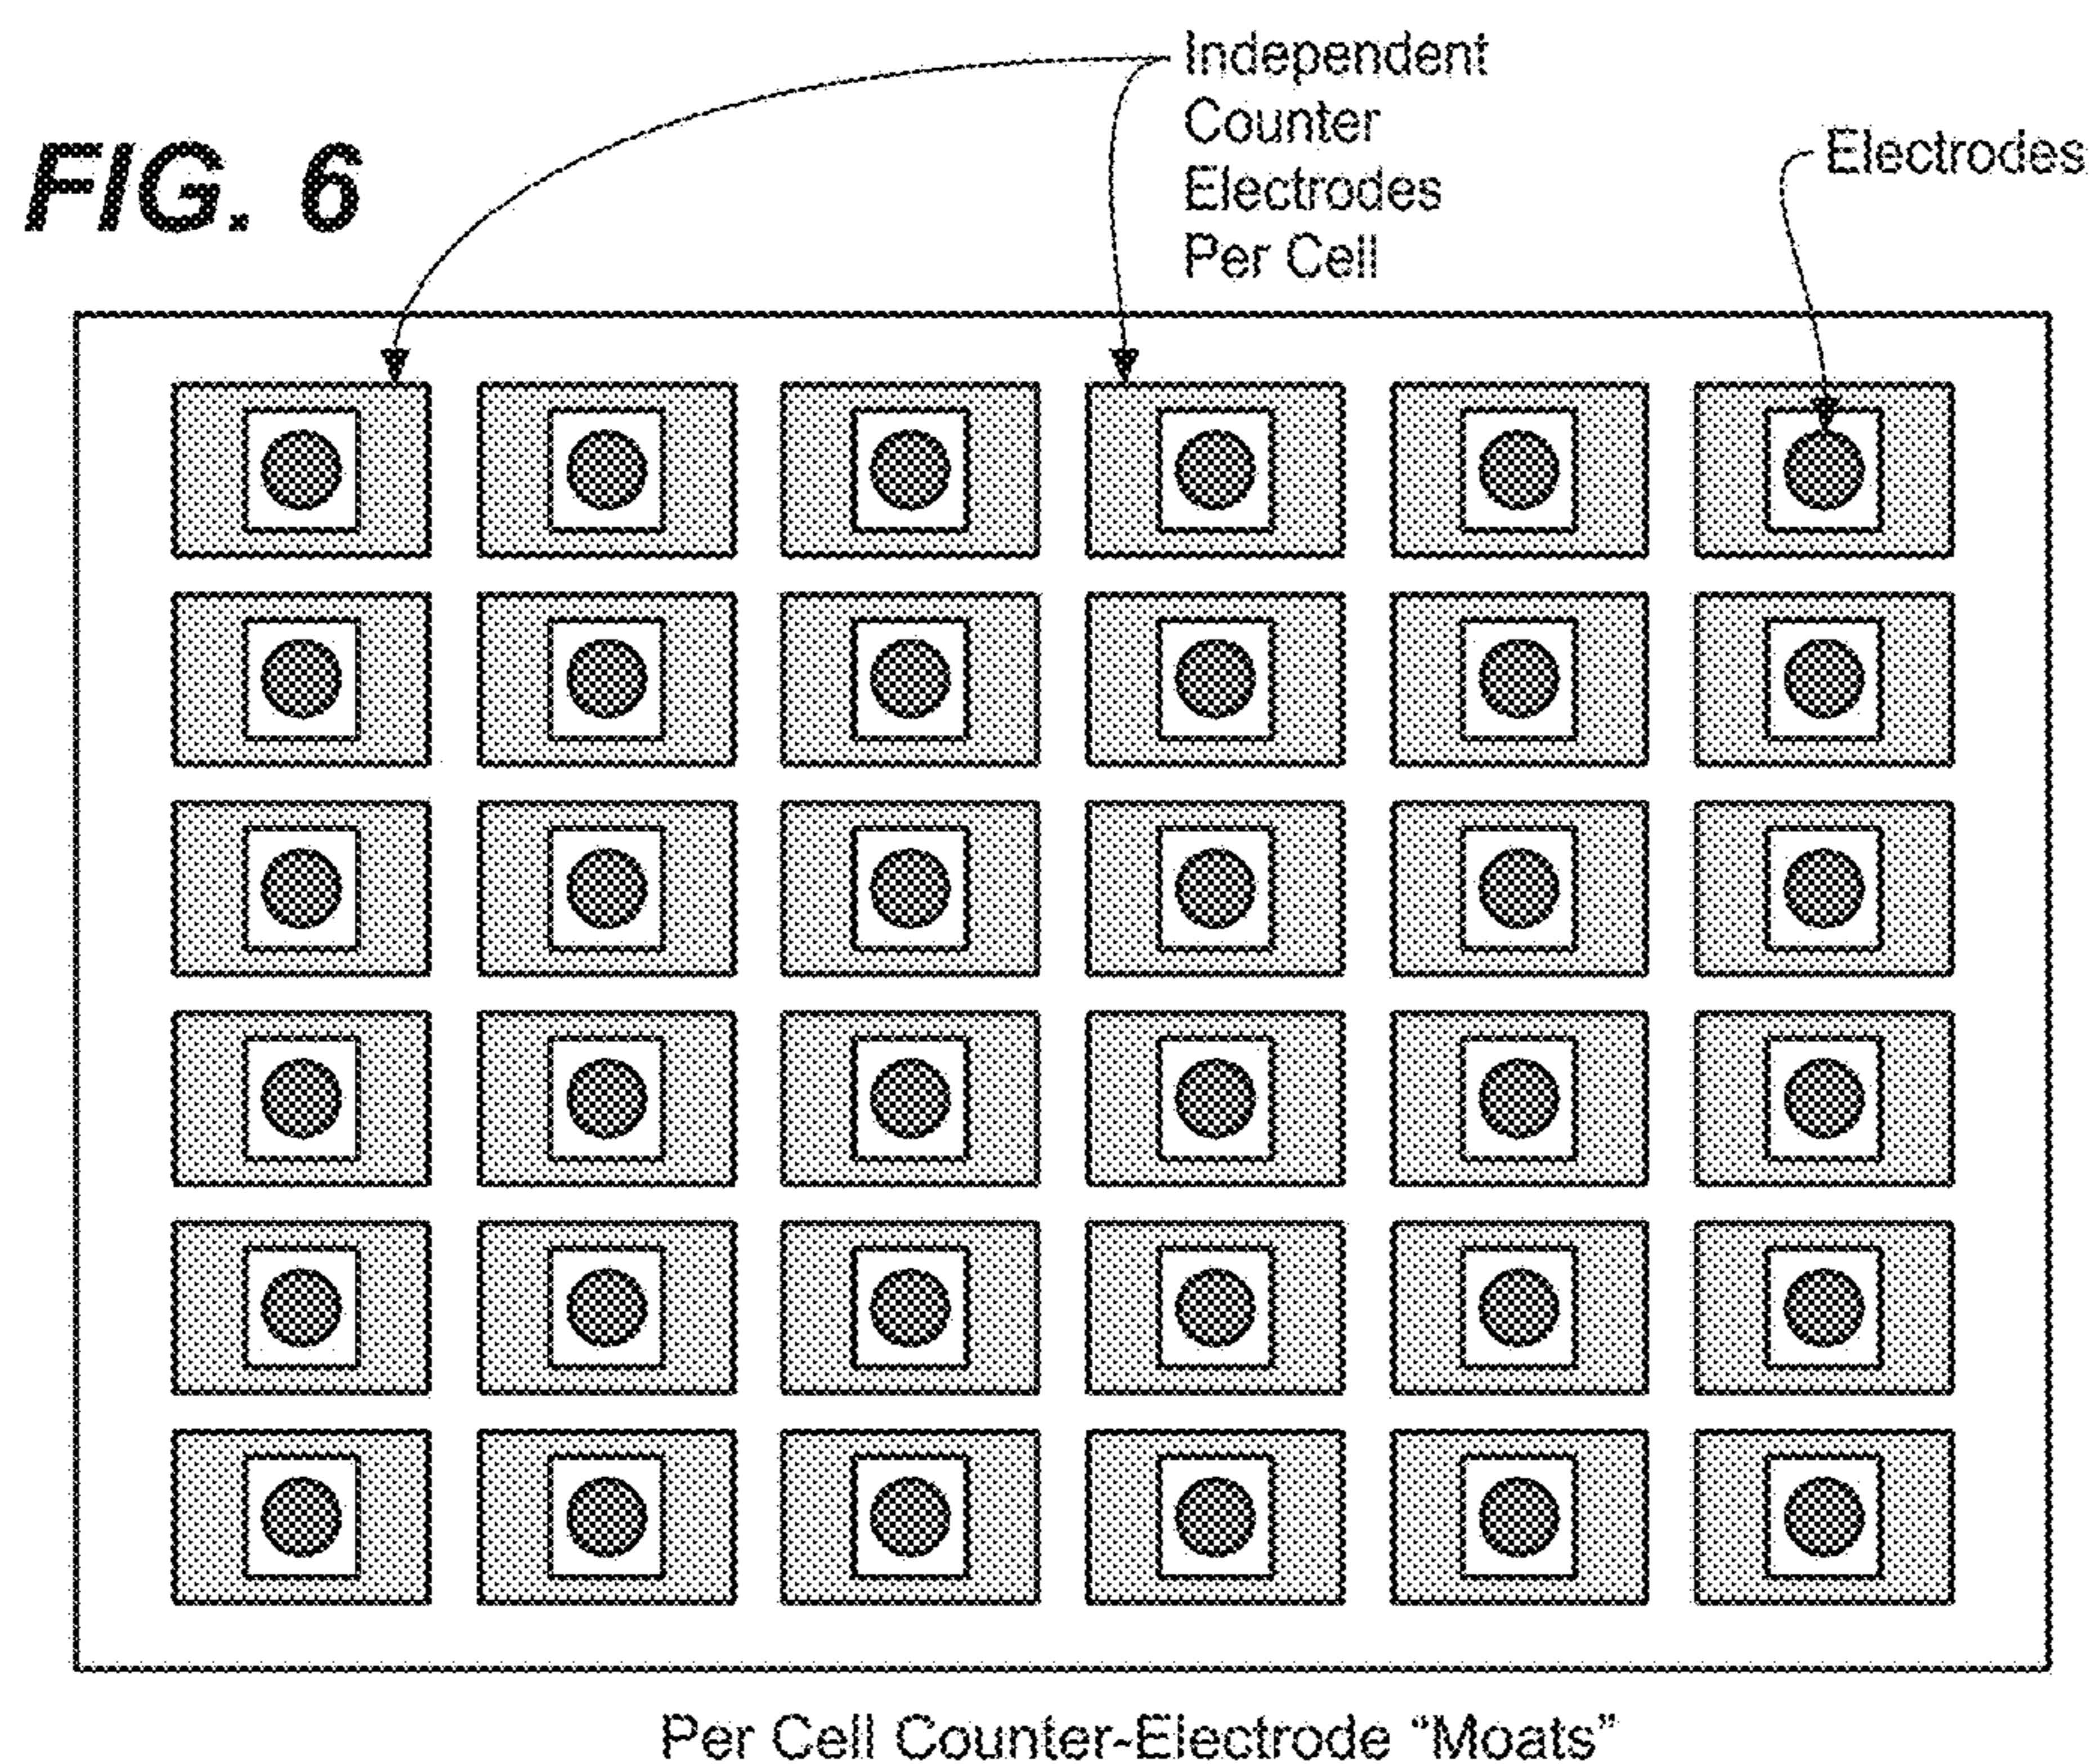 FIG. 6
Independent
Counter
Electrodes
Per Cell
Electrodes
Per Cell Counter-Electrode “Moats”